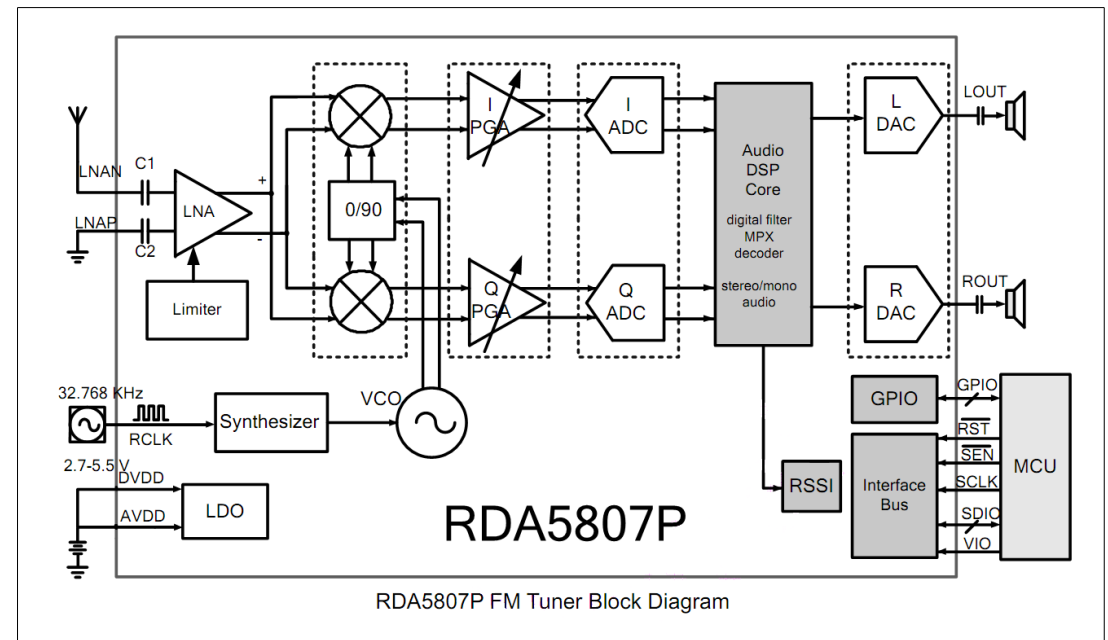 LNAN
C1
LNAP
C2
LNA
+
-
Limiter
0/90
I
PGA
I
ADC
Q
PGA
Q
ADC
Audio
DSP
Core
digital filter
MPX
decoder
stereo/mono
audio
L
DAC
LOUT
R
DAC
ROUT
32.768 KHz
RCLK
Synthesizer
VCO
2.7-5.5 V
DVDD
AVDD
LDO
RSSI
GPIO
Interface
Bus
GPIO
RST
SEN
SCLK
SDIO
VIO
MCU
RDA5807P
RDA5807P FM Tuner Block Diagram